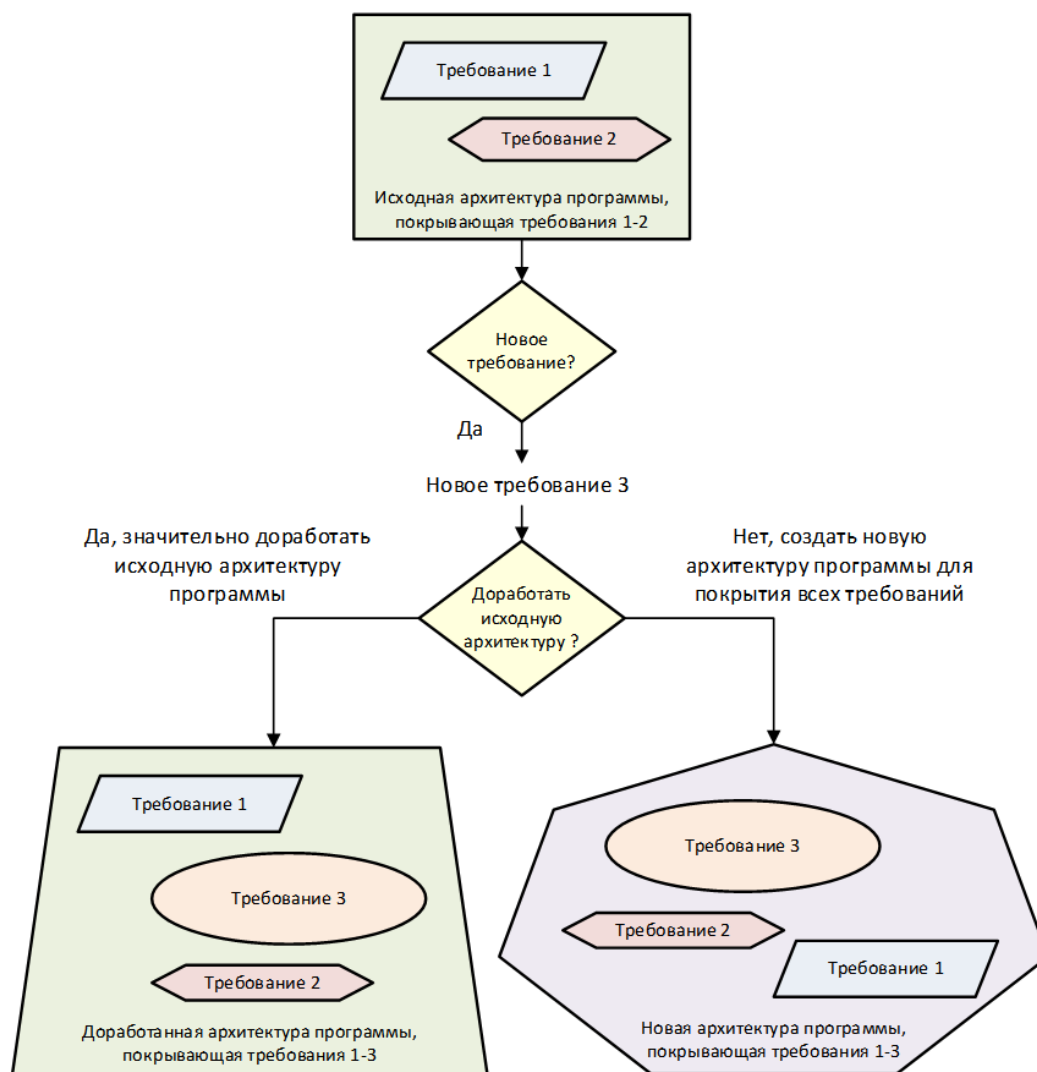 Требование 1
Требование 2
Исходная архитектура программы,
покрывающая требования 1-2
Новое
требование?
Да
Новое требование 3
Да, значительно доработать
исходную архитектуру
программы
Нет, создать новую
архитектуру программы для
покрытия всех требований
Доработать
исходную
архитектуру ?
Требование 1
Требование 3
Требование 2
Доработанная архитектура программы,
покрывающая требования 1-3
Требование 3
Требование 2
Требование 1
Новая архитектура программы,
покрывающая требования 1-3